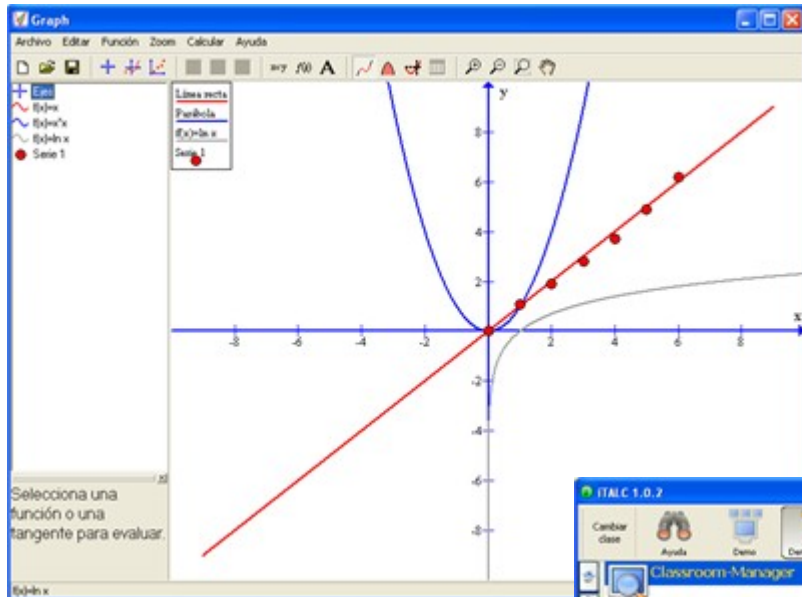 Graph
Archivo Editar Función Zoom Calcular Ayuda
Ejes
f(x)=x
f(x)=x^x
f(x)=ln x
Serie 1
Línea recta
Parábola
f(x)=ln x
Serie 1
y
x
8
6
4
2
-2
-4
-6
-8
-8 -6 -4 -2 2 4 6 8
Selecciona una
función o una
tangente para evaluar.
f(x)=ln x
iTALC 1.0.2
Cambiar
clase
Ayuda
Demo
Classroom-Manager